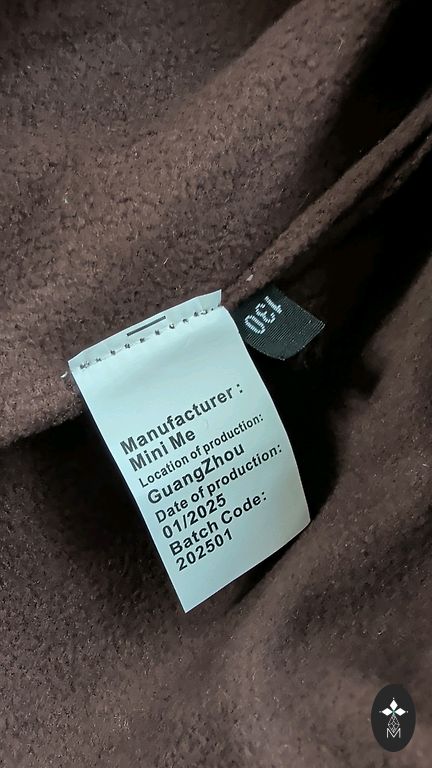 Manufacturer :
Mini Me
Location of production:
GuangZhou
Date of production:
01/2025
Batch Code:
202501
130
M